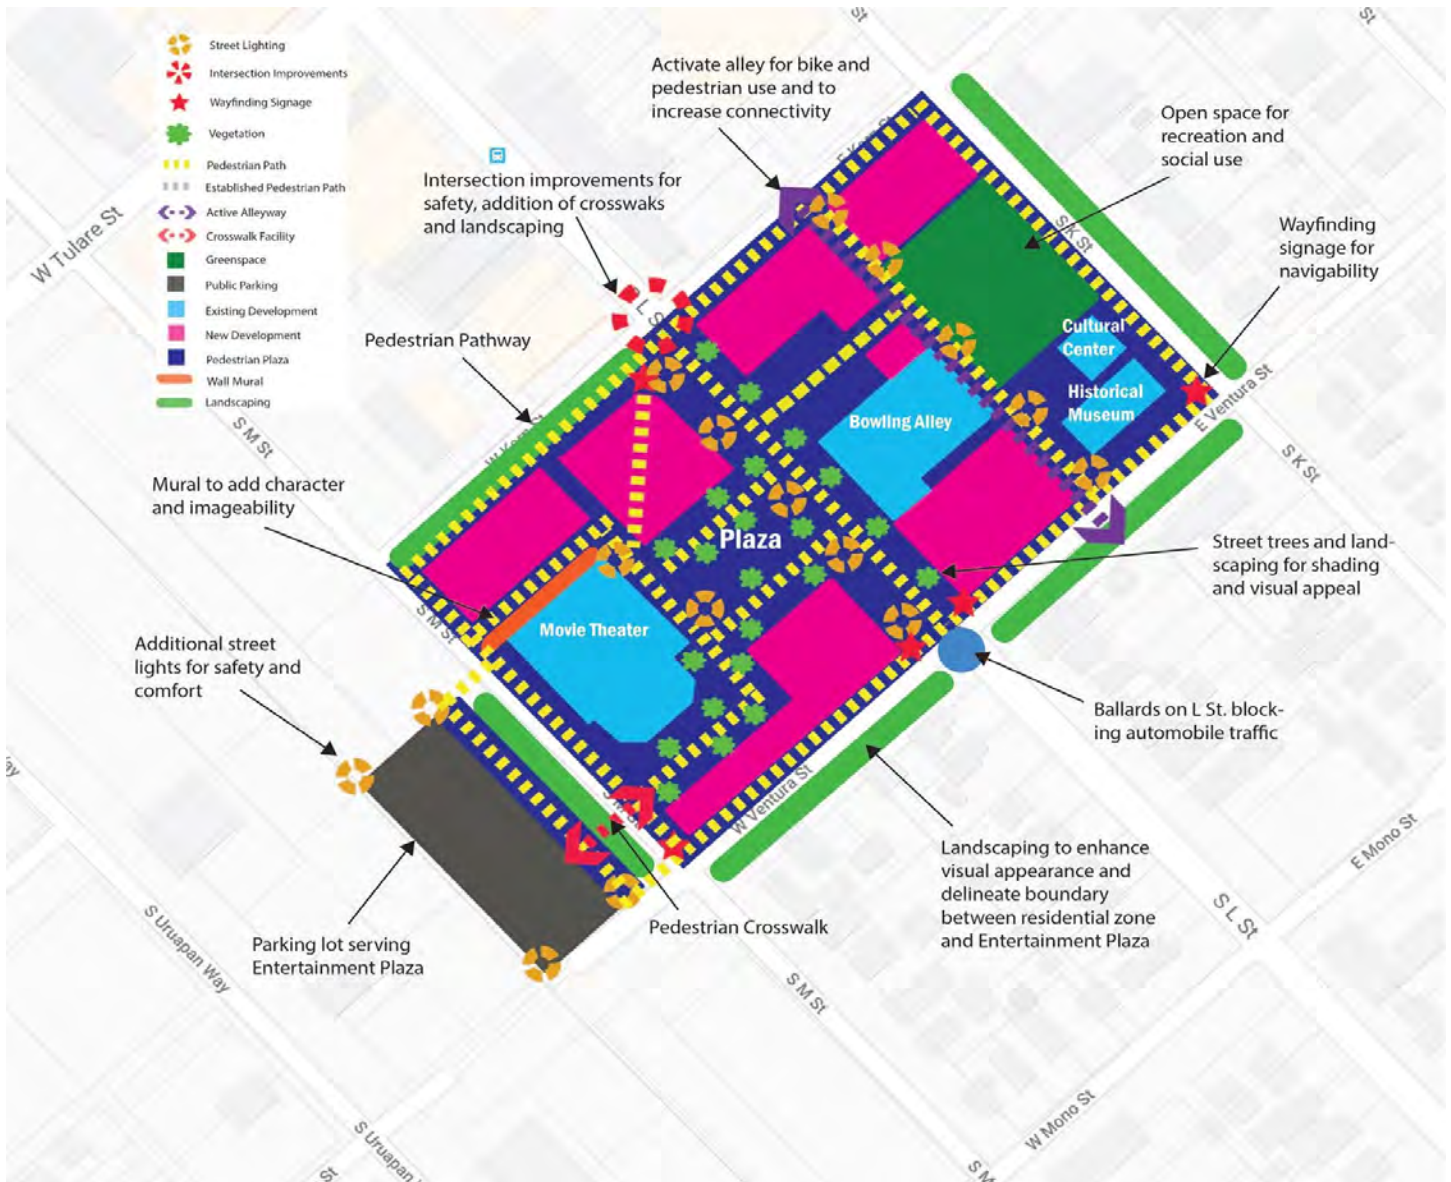 Street Lighting
Intersection Improvements
Wayfinding Signage
Vegetation
Pedestrian Path
Established Pedestrian Path
Active Alleyway
Crosswalk Facility
Greenspace
Public Parking
Existing Development
New Development
Pedestrian Plaza
Wall Mural
Landscaping
St
St
Activate alley for bike and
pedestrian use and to
increase connectivity
Open space for
recreation and
social use
Intersection improvements for
safety, addition of crosswaks
and landscaping
W Tulare St
S K St
Wayfinding
signage for
navigability
Pedestrian Pathway
Cultural
Center
Historical
Museum
E Ventura St
Bowling Alley
S M St
S K St
Mural to add character
and imageability
Plaza
Street trees and land-
scaping for shading
and visual appeal
S M St
Movie Theater
Additional street
lights for safety and
comfort
Ballards on L St. block-
ing automobile traffic
W Ventura St
Landscaping to enhance
visual appearance and
delineate boundary
between residential zone
and Entertainment Plaza
E Mono St
Pedestrian Crosswalk
Parking lot serving
Entertainment Plaza
S Uruapan Way
S L St
S M St
W Mono St
S Uruapan
St
S M